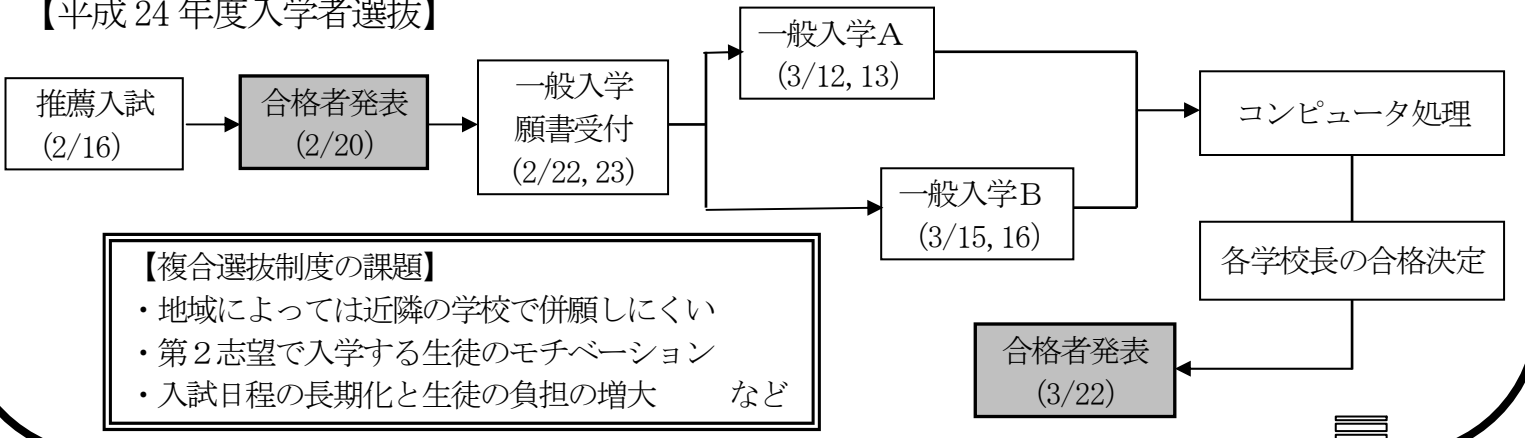 【平成24年度入学者選抜】
推薦入試
(2/16)
合格者発表
(2/20)
一般入学
願書受付
(2/22, 23)
一般入学Ａ
(3/12, 13)
一般入学Ｂ
(3/15, 16)
コンピュータ処理
各学校長の合格決定
合格者発表
(3/22)
【複合選抜制度の課題】
・地域によっては近隣の学校で併願しにくい
・第２志望で入学する生徒のモチベーション
・入試日程の長期化と生徒の負担の増大　　など